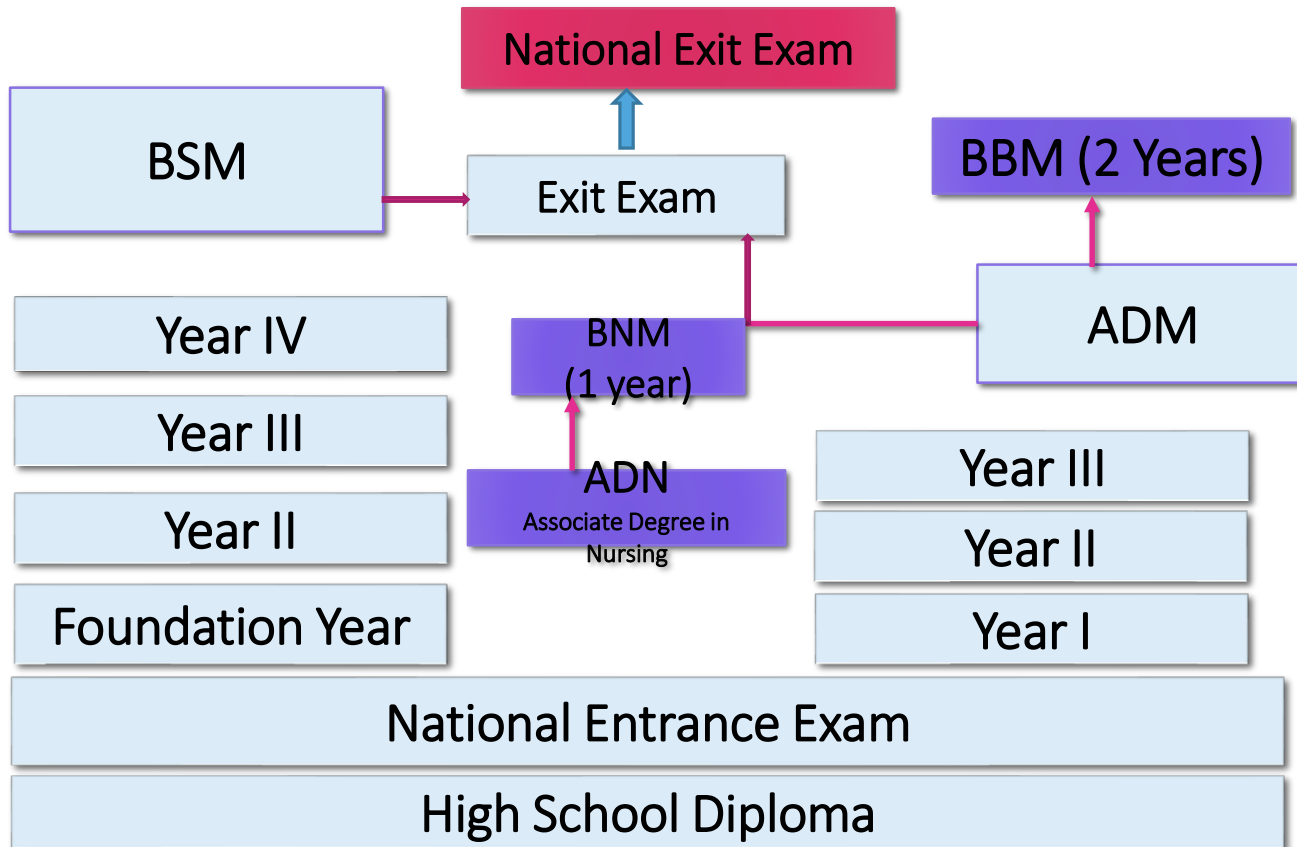 National Exit Exam
BSM
Exit Exam
BBM (2 Years)
ADM
Year IV
BNM
(1 year)
Year III
ADN
Associate Degree in
Nursing
Year III
Year II
Year II
Foundation Year
Year I
National Entrance Exam
High School Diploma